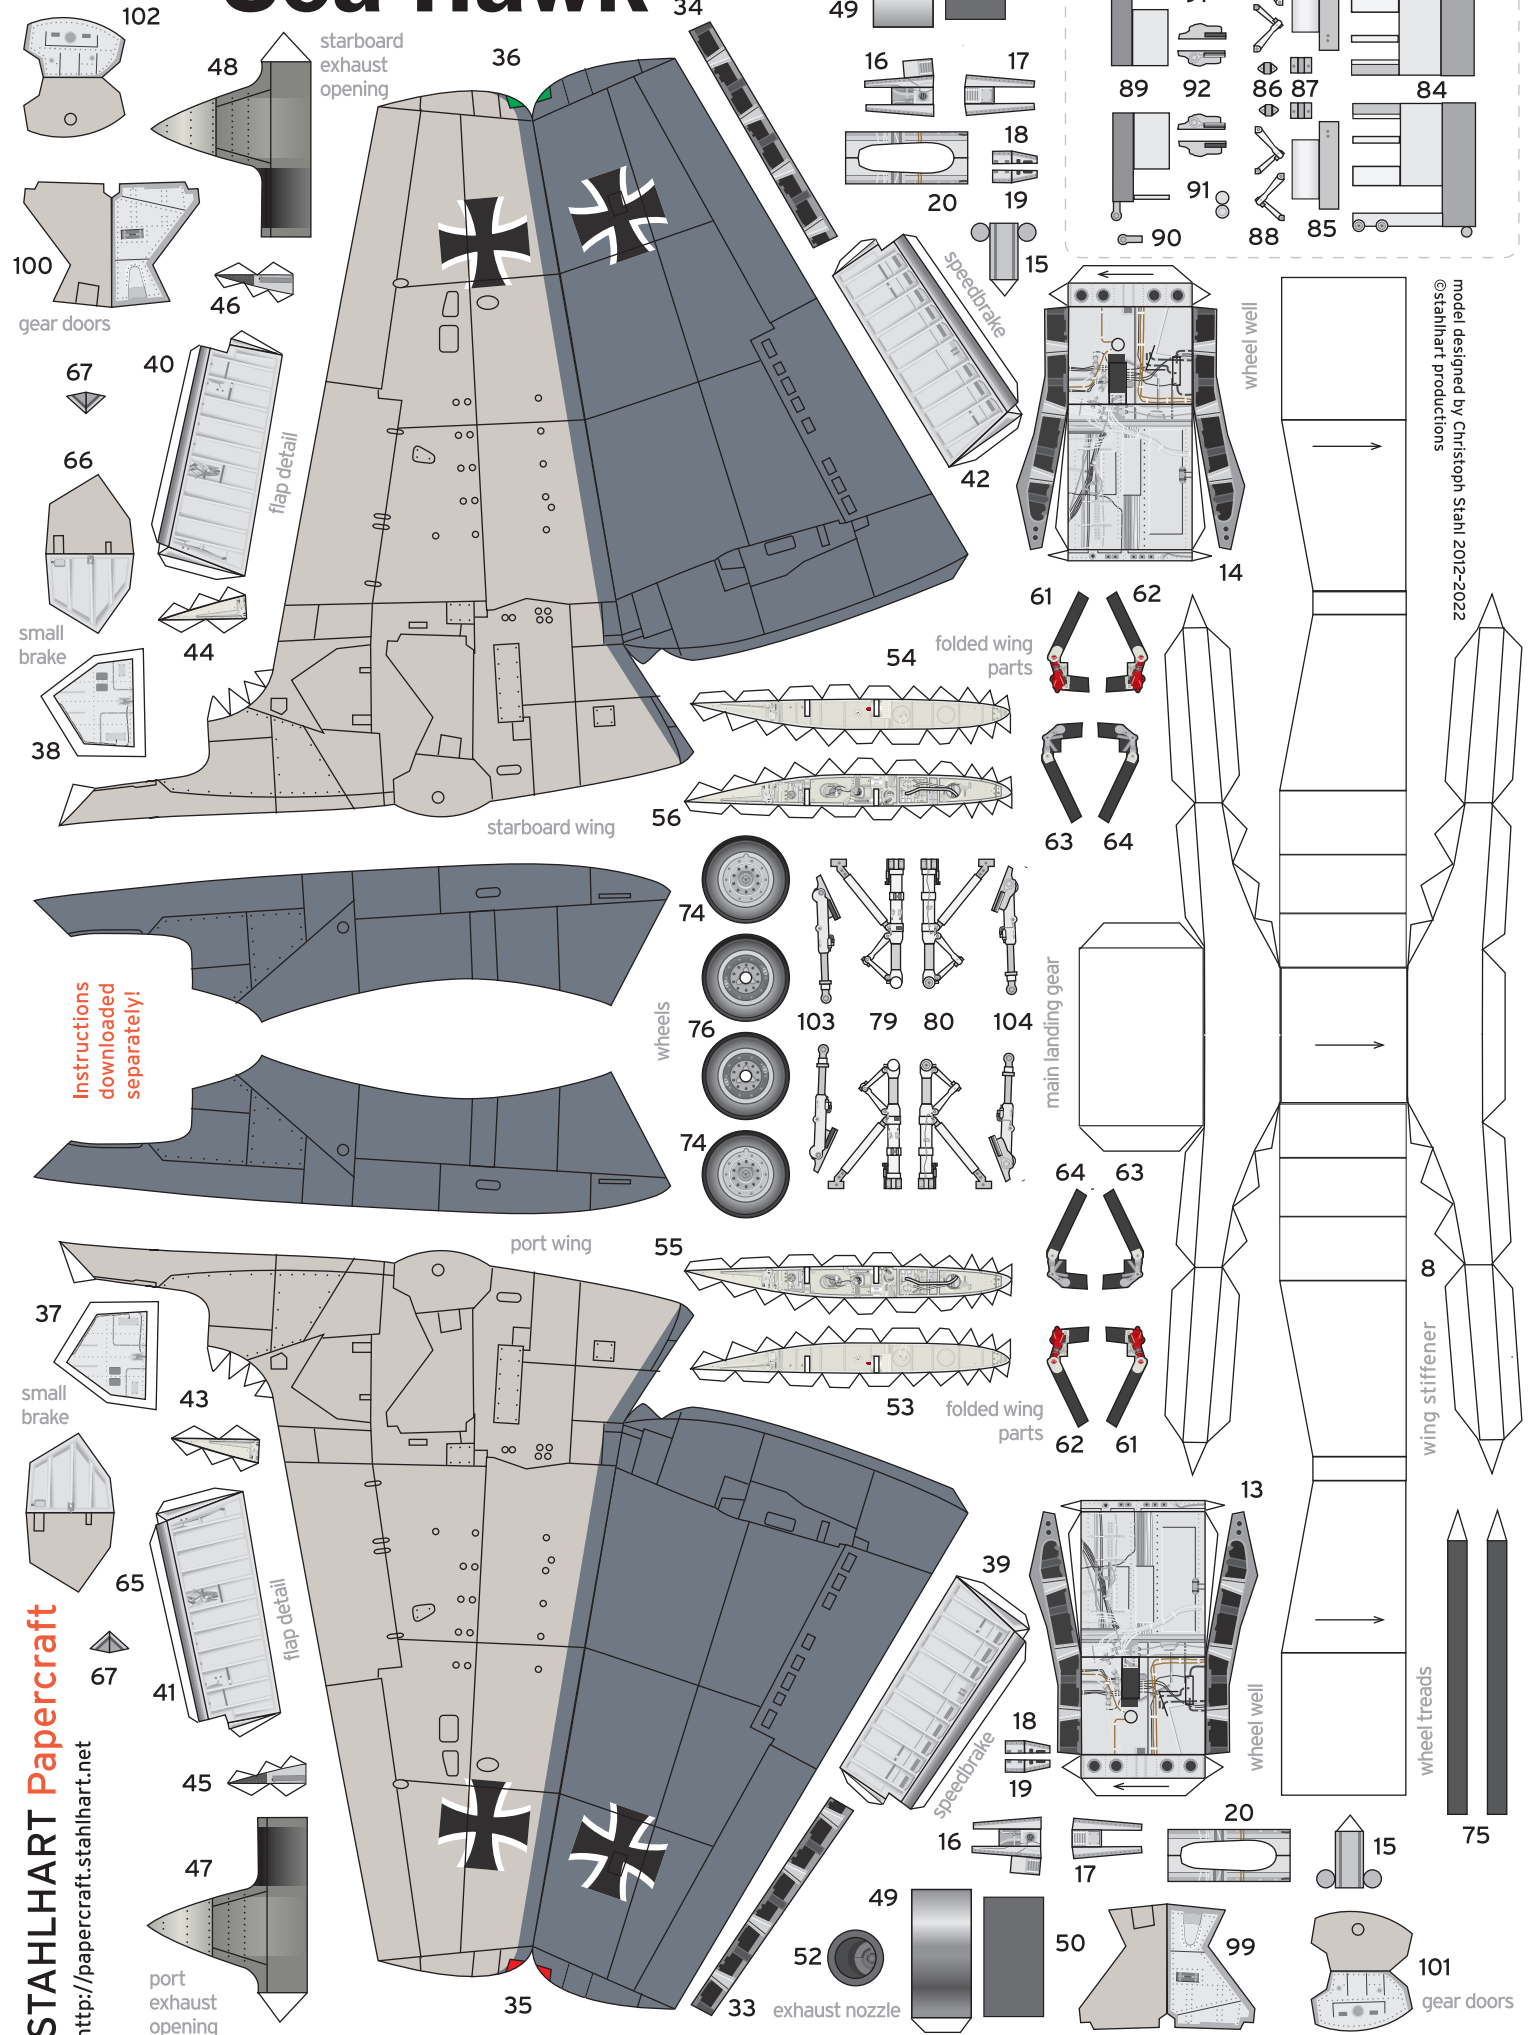 Sea Hawk
102
48
starboard
exhaust
opening
36
34
49
16
17
18
19
20
15
89
92
86
87
84
91
90
88
85
100
gear doors
46
speedbrake
wheel well
model designed by Christoph Stahl 2012-2022
©stahlhart productions
40
67
66
flap detail
42
14
small
brake
44
38
61
62
folded wing
parts
54
56
63
64
starboard wing
Instructions
downloaded
separately!
74
76
74
wheels
103
79
80
104
main landing gear
64
63
port wing
55
53
folded wing
parts
62
61
8
wing stiffener
37
small
brake
43
65
67
41
flap detail
45
47
port
exhaust
opening
STAHLHART Papercraft
http://papercraft.stahlhart.net
13
39
speedbrake
wheel well
wheel treads
75
18
19
16
17
20
15
49
50
52
exhaust nozzle
33
35
99
101
gear doors